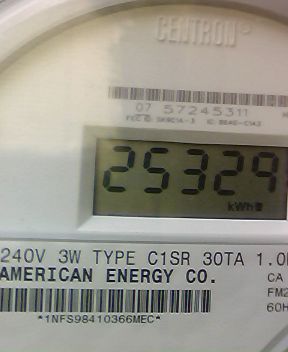 CENTRON®
07 57245311
25329
kWh
240V 3W TYPE C1SR 30TA 1.0
AMERICAN ENERGY CO.
CA
FM2
60H
*1NFS98410366MEC*